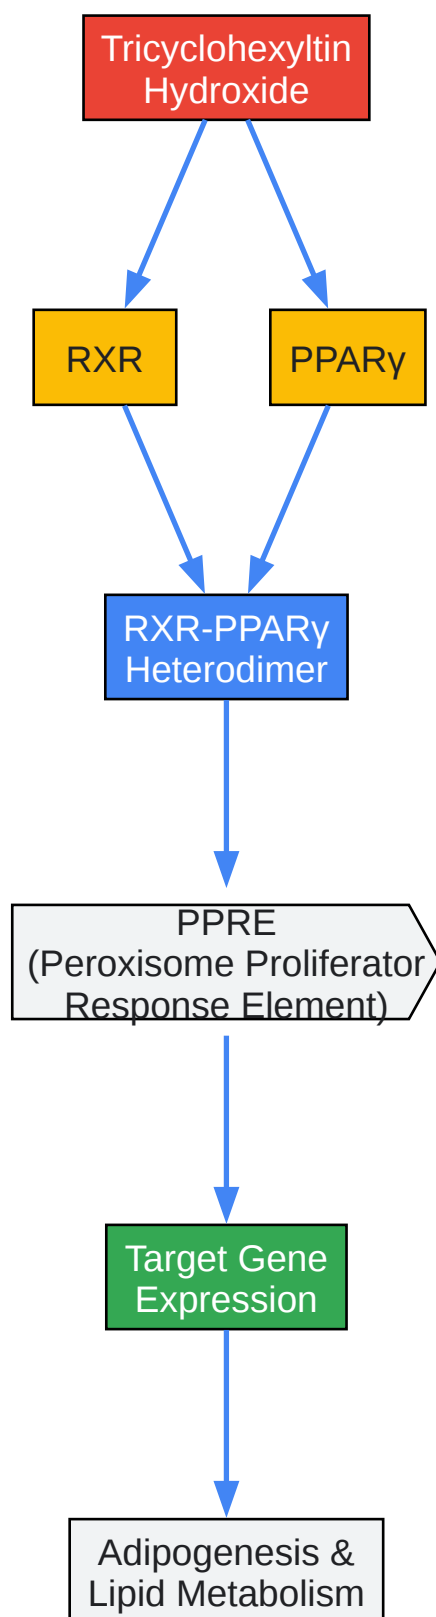 Tricyclohexyltin
Hydroxide
RXR
PPARγ
RXR-PPARγ
Heterodimer
PPRE
(Peroxisome Proliferator
Response Element)
Target Gene
Expression
Adipogenesis &
Lipid Metabolism